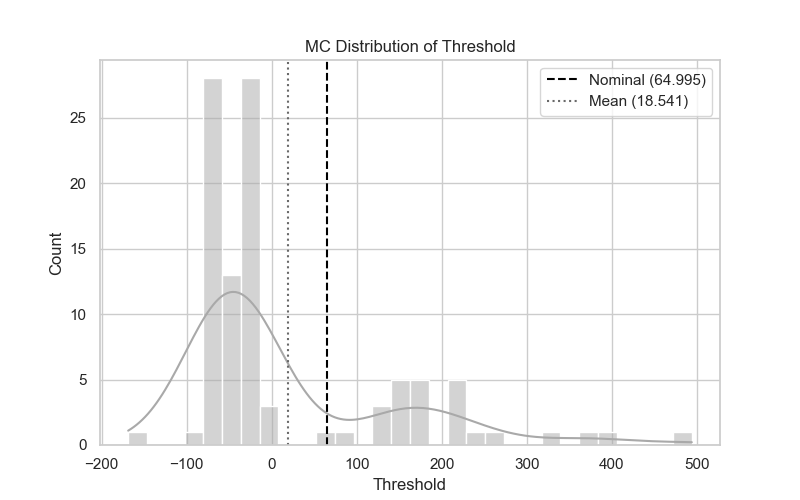 MC Distribution of Threshold
Nominal (64.995)
Mean (18.541)
Count
25
20
15
10
5
0
−200
−100
0
100
200
300
400
500
Threshold